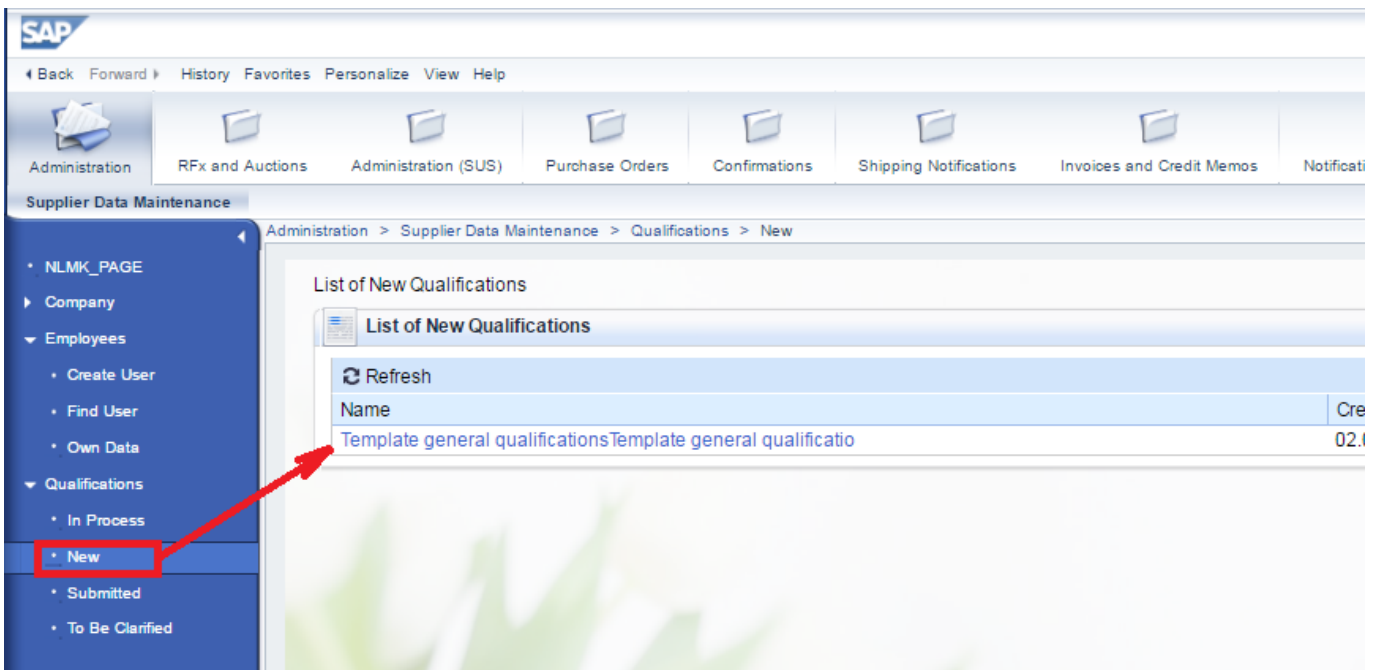 SAP
Back Forward History Favorites Personalize View Help
Administration RFx and Auctions Administration (SUS) Purchase Orders Confirmations Shipping Notifications Invoices and Credit Memos
Supplier Data Maintenance
Administration > Supplier Data Maintenance > Qualifications > New
NLMK_PAGE
Company
Employees
Create User
Find User
Own Data
Qualifications
In Process
New
Submitted
To Be Clarified
List of New Qualifications
List of New Qualifications
Refresh
Name Cre
Template general qualificationsTemplate general qualificatio 02.